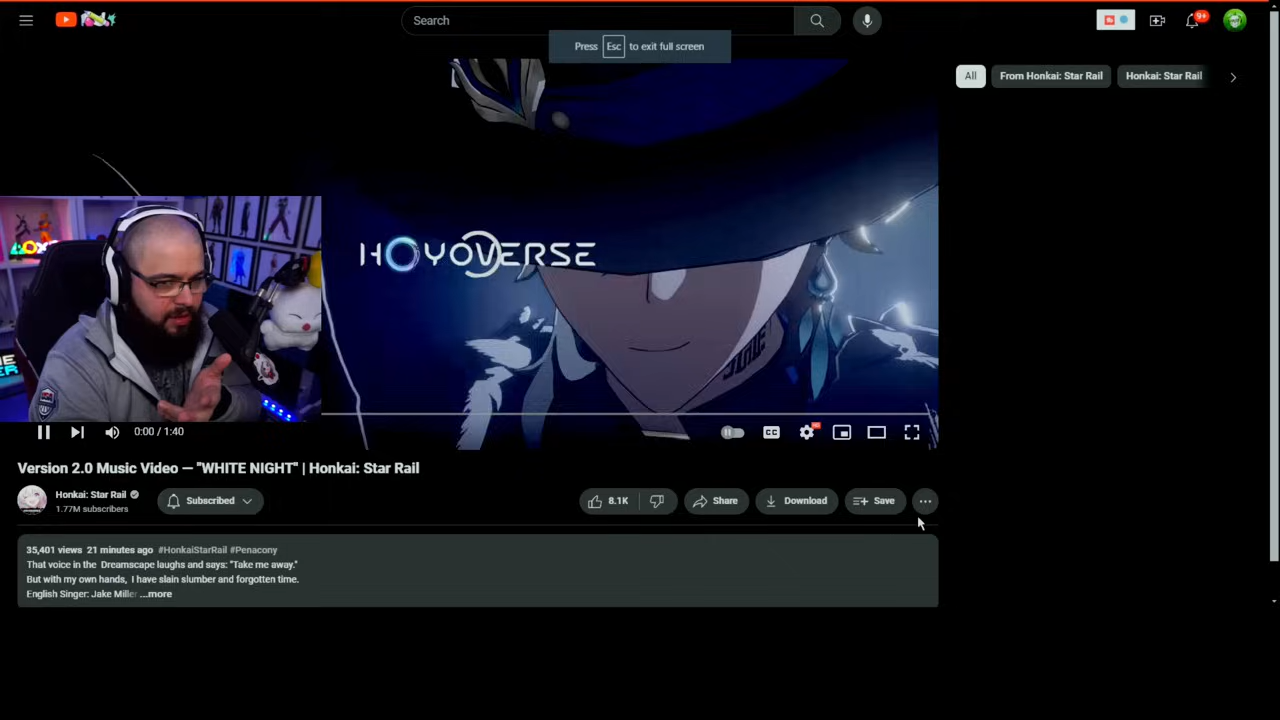 Search
9+
Press Esc to exit full screen
All
From Honkai: Star Rail
Honkai: Star Rail
HOYOVERSE
0:00 / 1:40
CC
Version 2.0 Music Video — "WHITE NIGHT" | Honkai: Star Rail
Honkai: Star Rail
1.77M subscribers
Subscribed
8.1K
Share
Download
Save
35,401 views 21 minutes ago #HonkaiStarRail #Penacony
That voice in the Dreamscape laughs and says: "Take me away."
But with my own hands, I have slain slumber and forgotten time.
English Singer: Jake Miller ...more